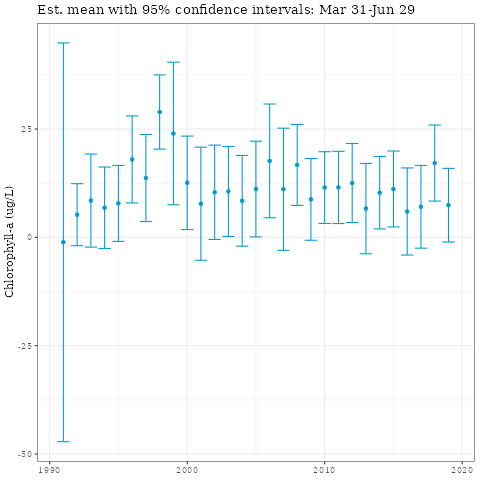 Est. mean with 95% confidence intervals: Mar 31-Jun 29
Chlorophyll-a (ug/L)
25
0
-25
-50
1990 2000 2010 2020